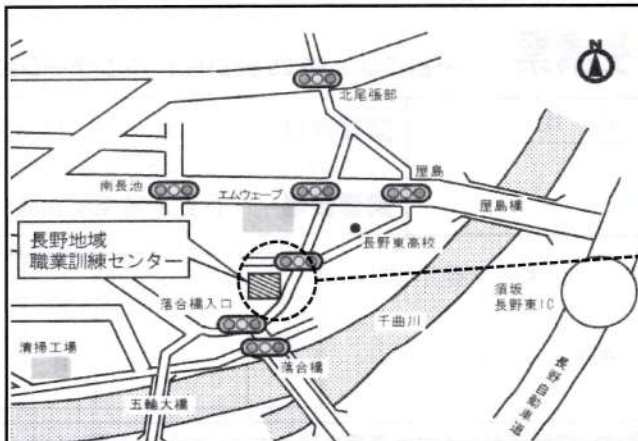 N
北尾張部
南長池
エムウェーブ
屋島
屋島橋
長野東高校
長野地域
職業訓練センター
落合橋入口
千曲川
須坂
長野東IC
清掃工場
落合橋
五輪大橋
長野自動車道